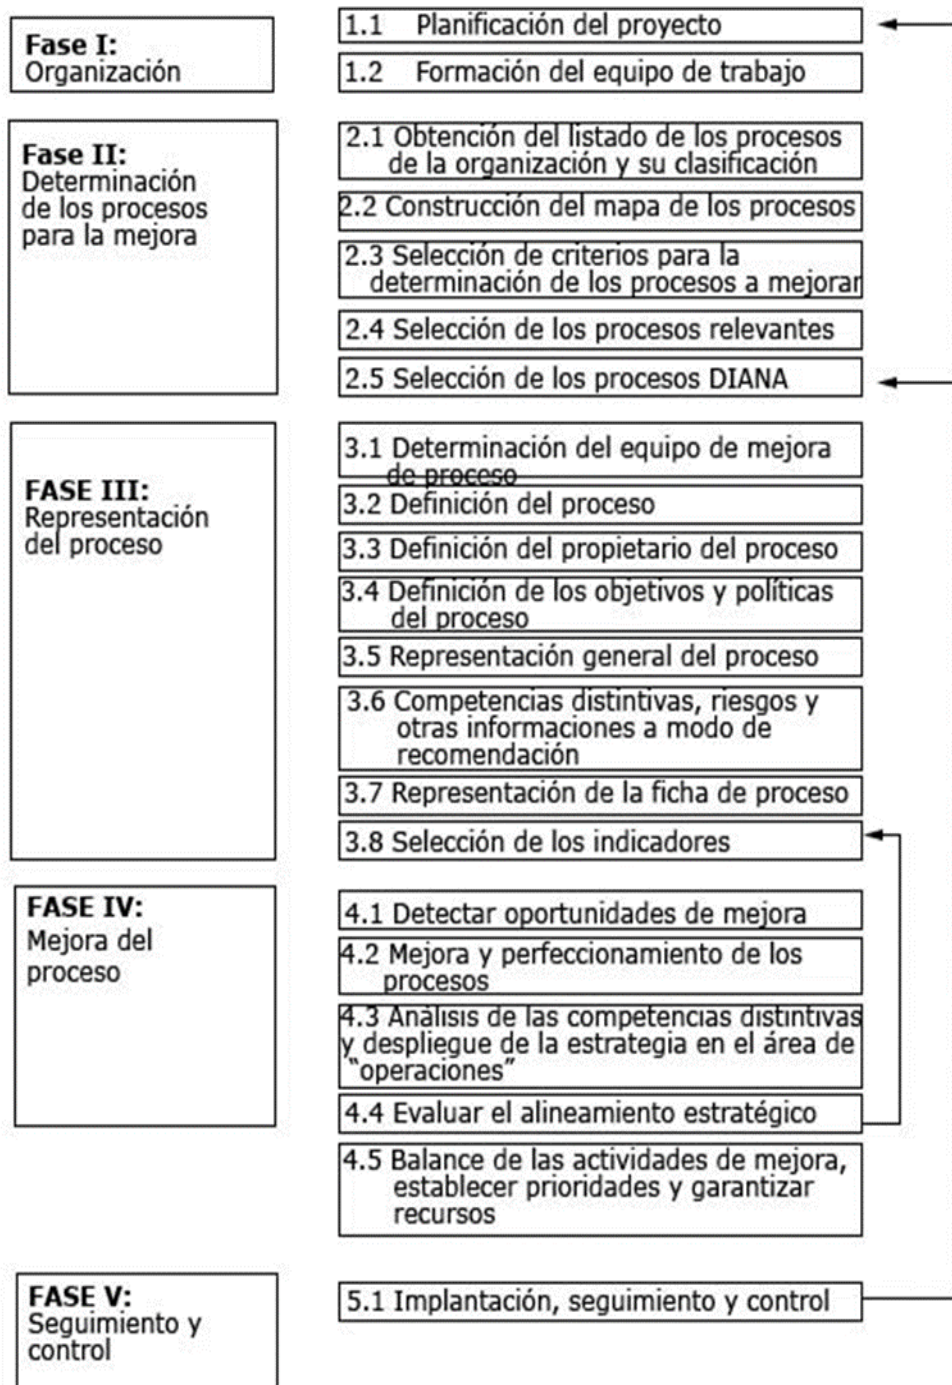 Fase I:
Organización
1.1 Planificación del proyecto
1.2 Formación del equipo de trabajo
Fase II:
Determinación
de los procesos
para la mejora
2.1 Obtención del listado de los procesos
de la organización y su clasificación
2.2 Construcción del mapa de los procesos
2.3 Selección de criterios para la
determinación de los procesos a mejorar
2.4 Selección de los procesos relevantes
2.5 Selección de los procesos DIANA
FASE III:
Representación
del proceso
3.1 Determinación del equipo de mejora
de proceso
3.2 Definición del proceso
3.3 Definición del propietario del proceso
3.4 Definición de los objetivos y políticas
del proceso
3.5 Representación general del proceso
3.6 Competencias distintivas, riesgos y
otras informaciones a modo de
recomendación
3.7 Representación de la ficha de proceso
3.8 Selección de los indicadores
FASE IV:
Mejora del
proceso
4.1 Detectar oportunidades de mejora
4.2 Mejora y perfeccionamiento de los
procesos
4.3 Análisis de las competencias distintivas
y despliegue de la estrategia en el área de
"operaciones"
4.4 Evaluar el alineamiento estratégico
4.5 Balance de las actividades de mejora,
establecer prioridades y garantizar
recursos
FASE V:
Seguimiento y
control
5.1 Implantación, seguimiento y control